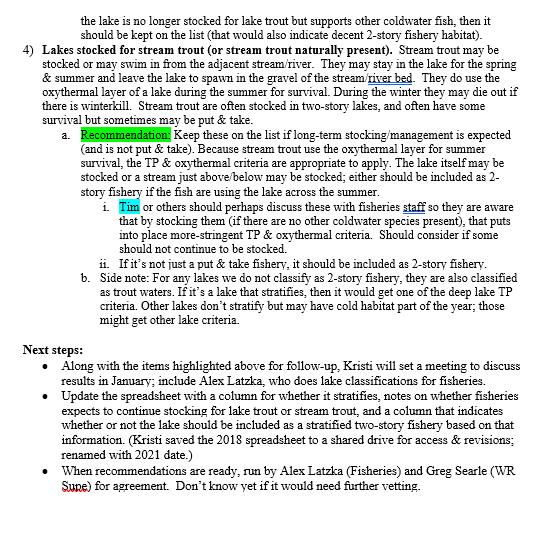 the lake is no longer stocked for lake trout but supports other coldwater fish, then it
should be kept on the list (that would also indicate decent 2-story fishery habitat).
4) Lakes stocked for stream trout (or stream trout naturally present). Stream trout may be
stocked or may swim in from the adjacent stream/river. They may stay in the lake for the spring
& summer and leave the lake to spawn in the gravel of the stream/river bed. They do use the
oxythermal layer of a lake during the summer for survival. During the winter they may die out if
there is winterkill. Stream trout are often stocked in two-story lakes, and often have some
survival but sometimes may be put & take.
a. Recommendation: Keep these on the list if long-term stocking/management is expected
(and is not put & take). Because stream trout use the oxythermal layer for summer
survival, the TP & oxythermal criteria are appropriate to apply. The lake itself may be
stocked or a stream just above/below may be stocked; either should be included as 2-
story fishery if the fish are using the lake across the summer.
i. Tim or others should perhaps discuss these with fisheries staff so they are aware
that by stocking them (if there are no other coldwater species present), that puts
into place more-stringent TP & oxythermal criteria. Should consider if some
should not continue to be stocked.
ii. If it's not just a put & take fishery, it should be included as 2-story fishery.
b. Side note: For any lakes we do not classify as 2-story fishery, they are also classified
as trout waters. If it's a lake that stratifies, then it would get one of the deep lake TP
criteria. Other lakes don't stratify but may have cold habitat part of the year; those
might get other lake criteria.
Next steps:
• Along with the items highlighted above for follow-up, Kristi will set a meeting to discuss
results in January; include Alex Latzka, who does lake classifications for fisheries.
• Update the spreadsheet with a column for whether it stratifies, notes on whether fisheries
expects to continue stocking for lake trout or stream trout, and a column that indicates
whether or not the lake should be included as a stratified two-story fishery based on that
information. (Kristi saved the 2018 spreadsheet to a shared drive for access & revisions;
renamed with 2021 date.)
• When recommendations are ready, run by Alex Latzka (Fisheries) and Greg Searle (WR
Supe) for agreement. Don't know yet if it would need further vetting.